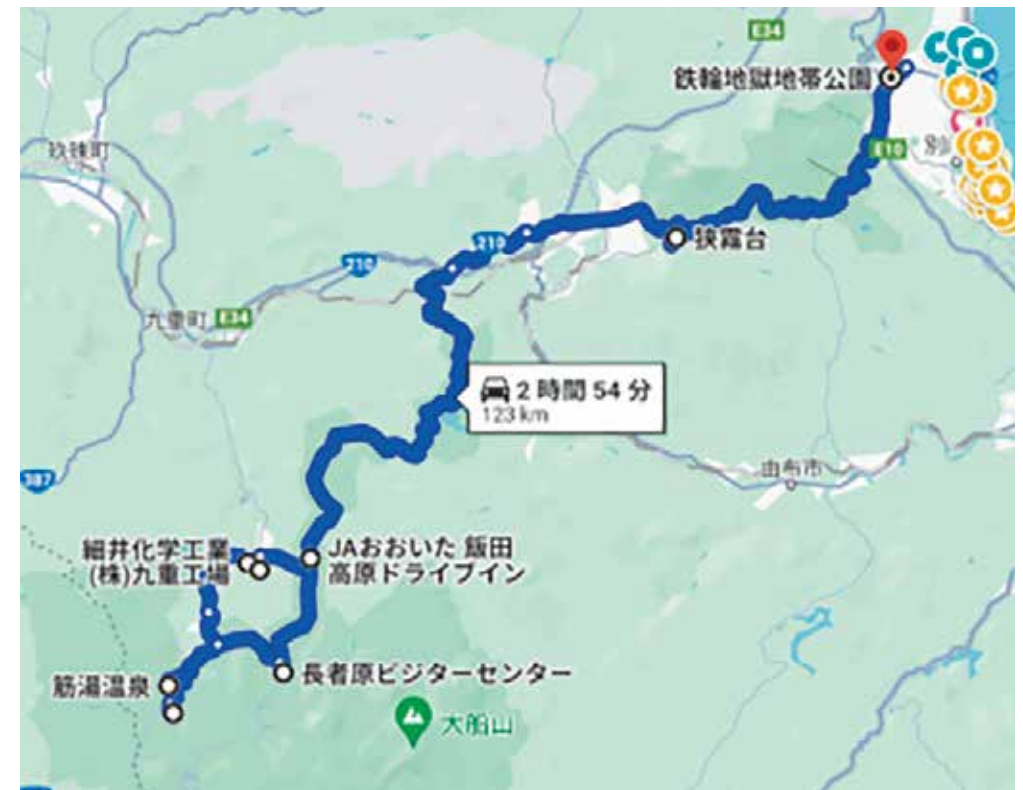 E34
鉄輪地獄地帯公園
玖珠町
E10
狭霧台
210
210
九重町 E34
2 時間 54 分
123 km
387
由布市
細井化学工業
(株)九重工場
JAおおいた 飯田
高原ドライブイン
筋湯温泉
長者原ビジターセンター
大船山